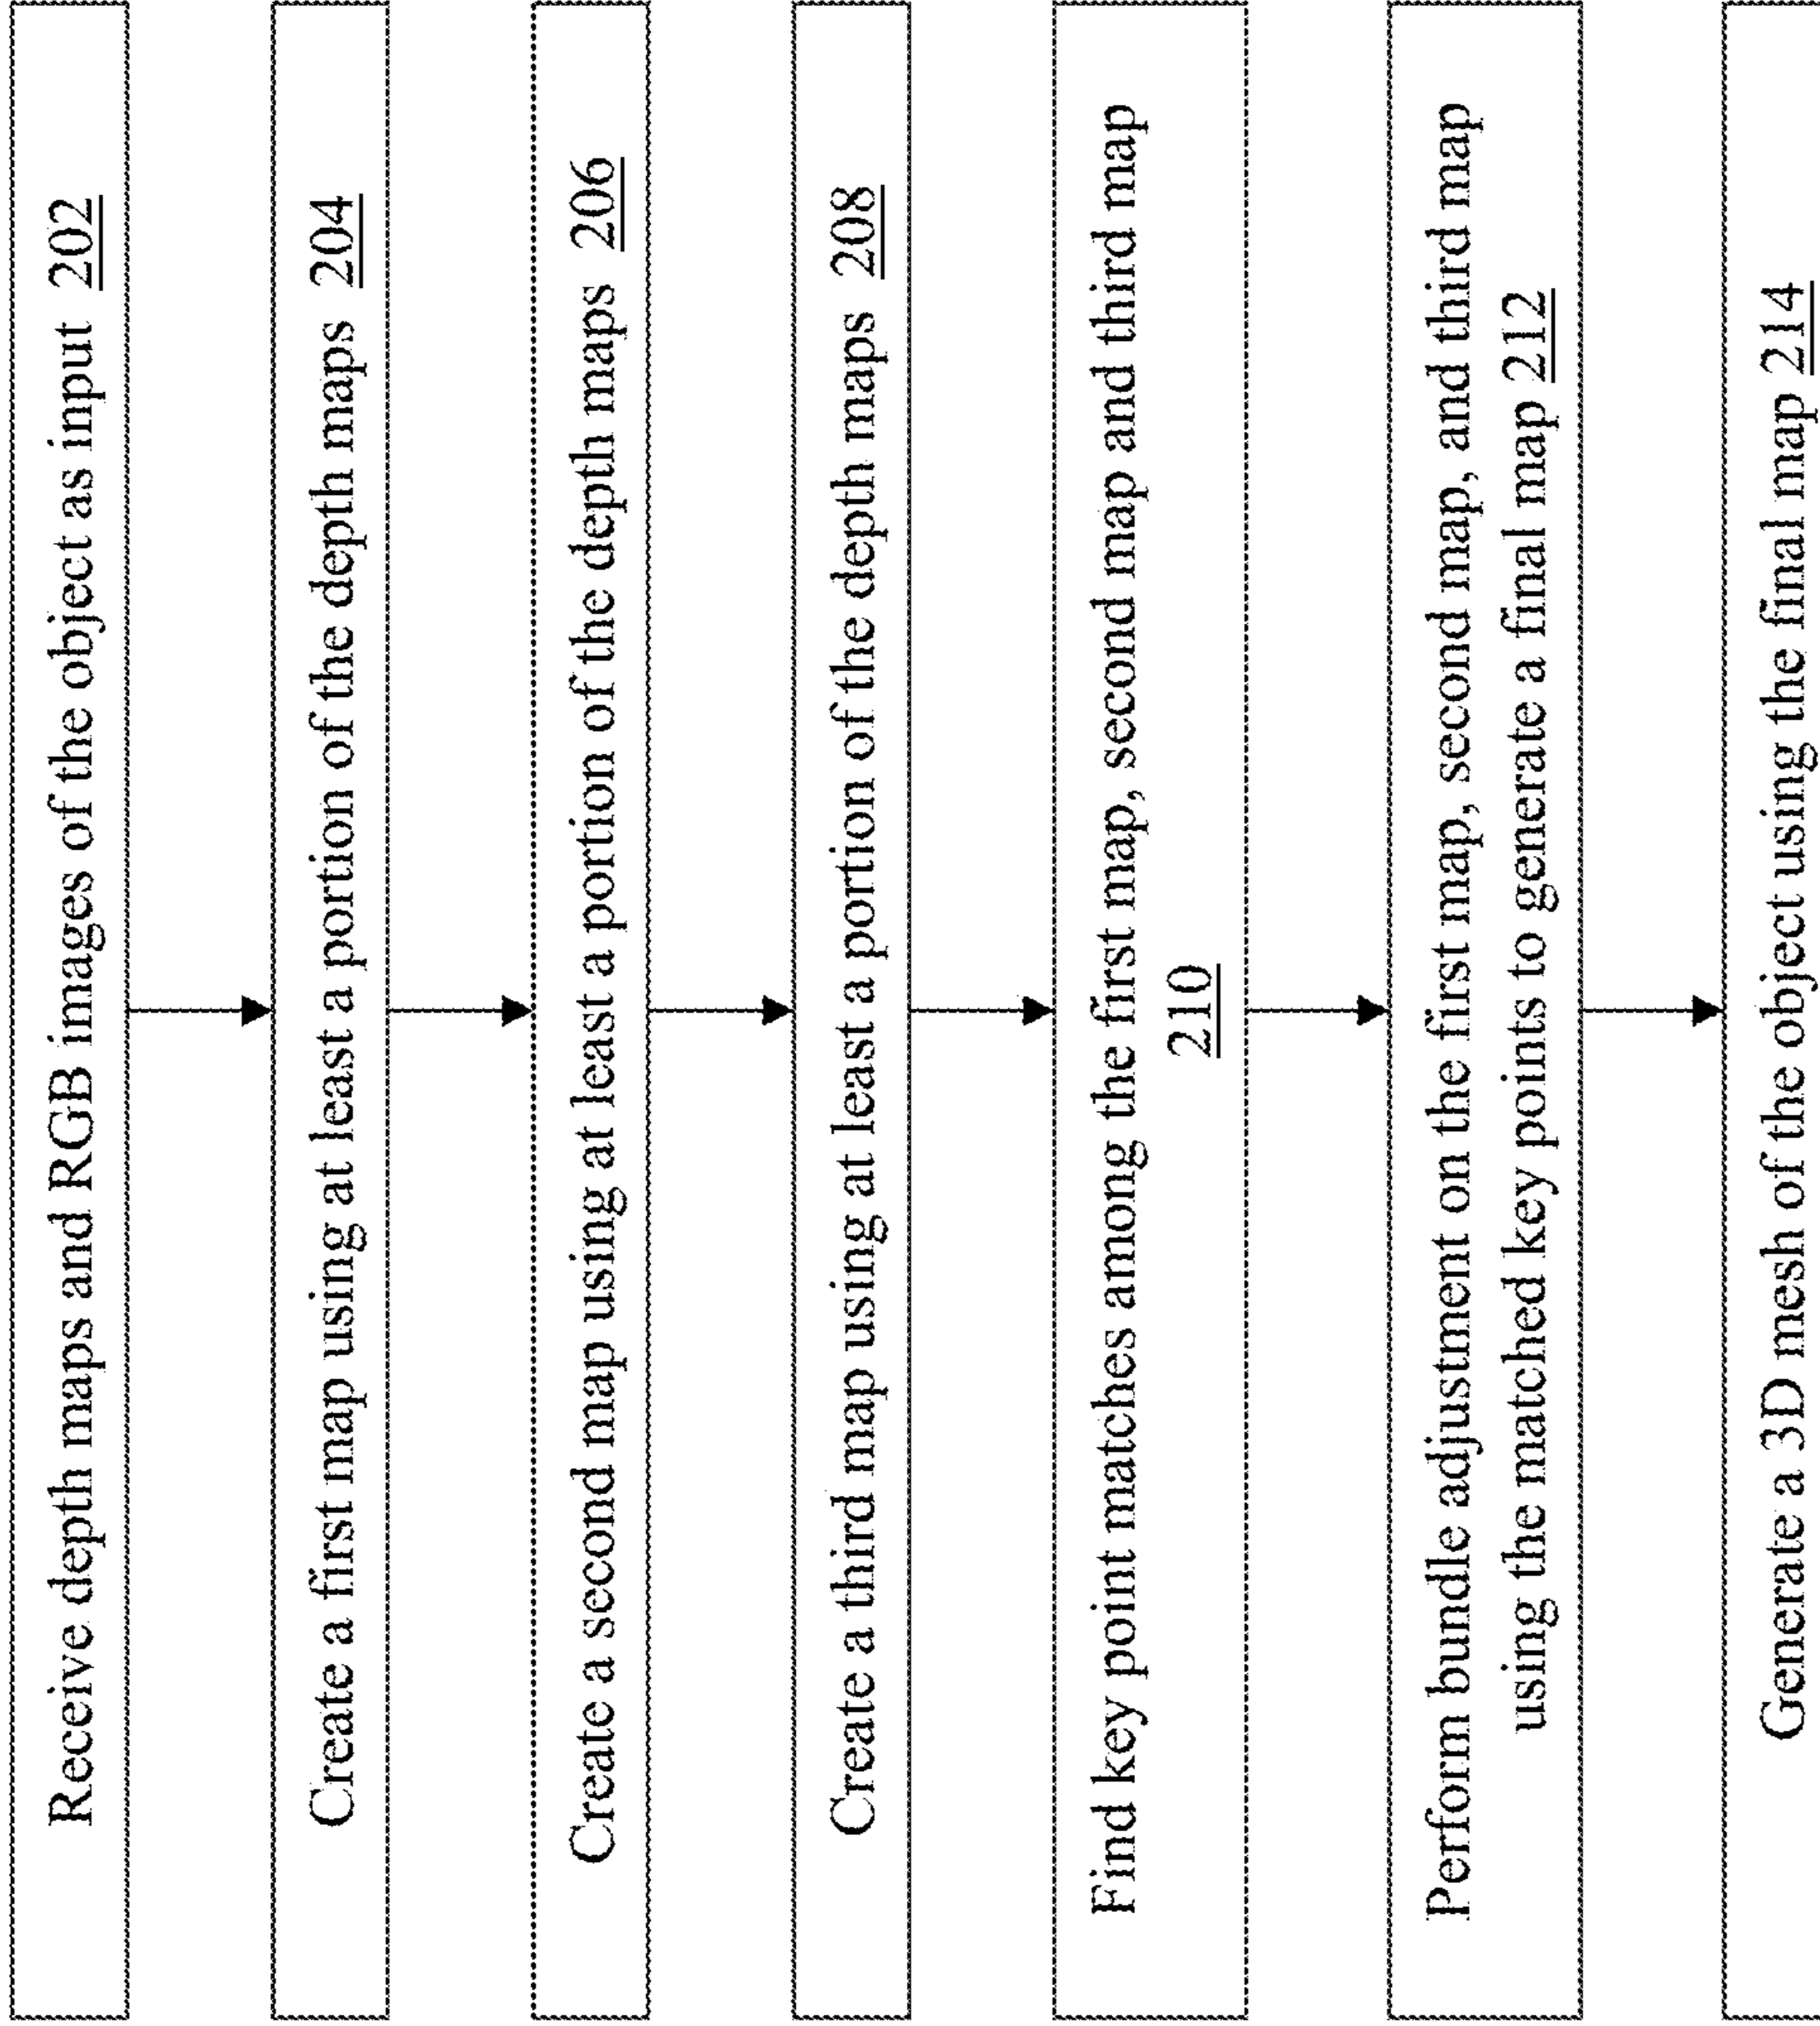 Receive depth maps and RGB images of the object as input 202
Create a first map using at least a portion of the depth maps 204
Create a second map using at least a portion of the depth maps 206
Create a third map using at least a portion of the depth maps 208
Find key point matches among the first map, second map and third map
210
Perform bundle adjustment on the first map, second map, and third map
using the matched key points to generate a final map 212
Generate a 3D mesh of the object using the final map 214